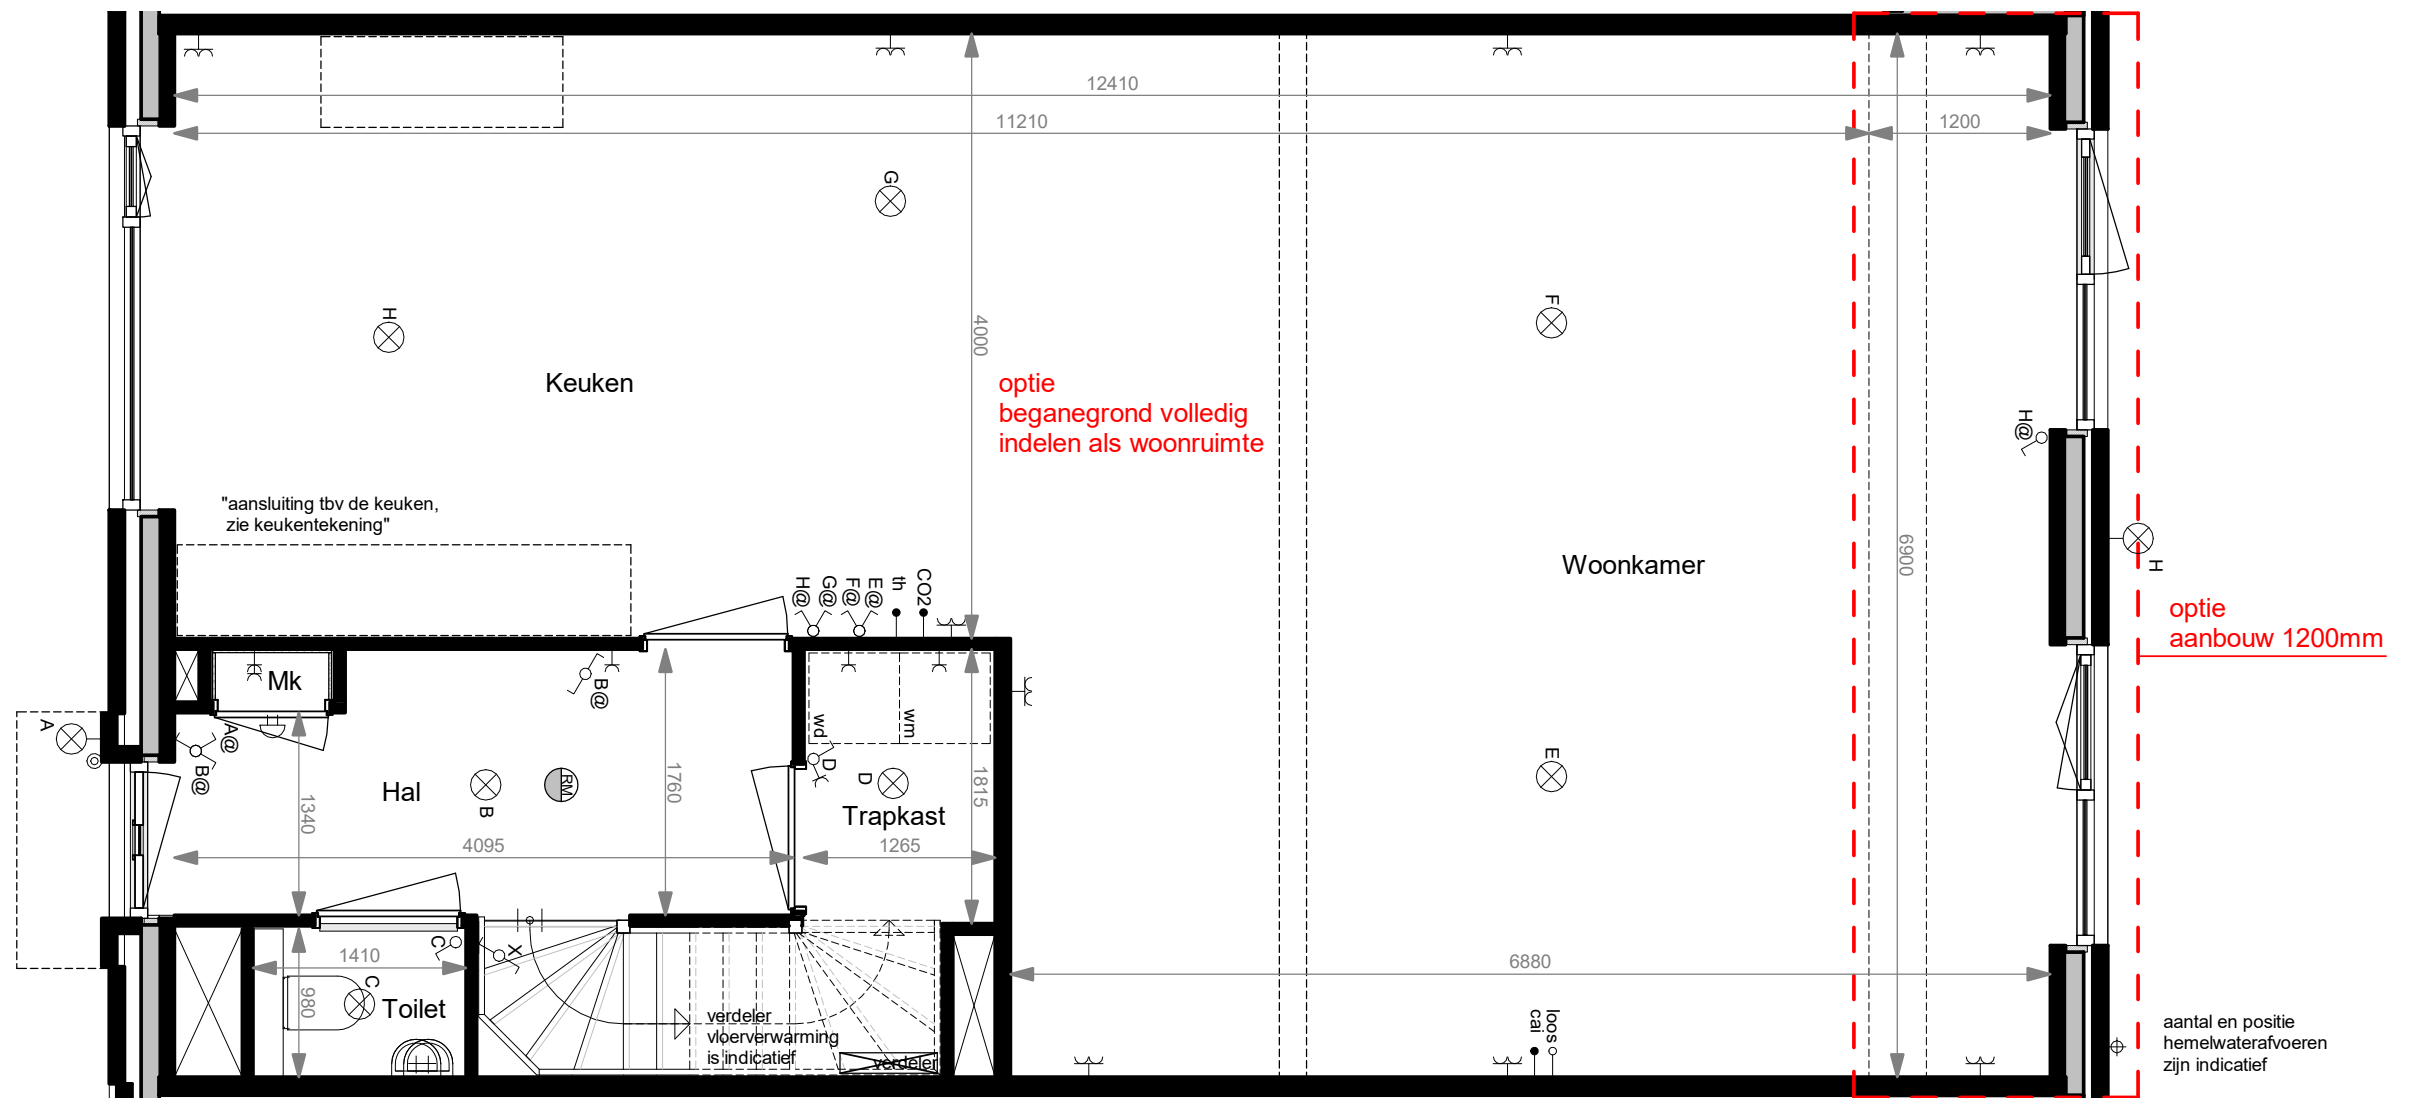 12410
11210
1200
G
H
F
4000
Keuken
optie
beganegrond volledig
indelen als woonruimte
H@
"aansluiting tbv de keuken,
zie keukentekening"
Woonkamer
6900
H
H@
G@
F@
E@
th
CO2
optie
aanbouw 1200mm
Mk
B@
A
A@
B@
wd
wm
D
D
1760
1815
E
Hal
B
RM
1340
Trapkast
4095
1265
C
X
1410
6880
C
980
Toilet
verdeler
vloerverwarming
is indicatief
verdeler
cai
loos
aantal en positie
hemelwaterafvoeren
zijn indicatief